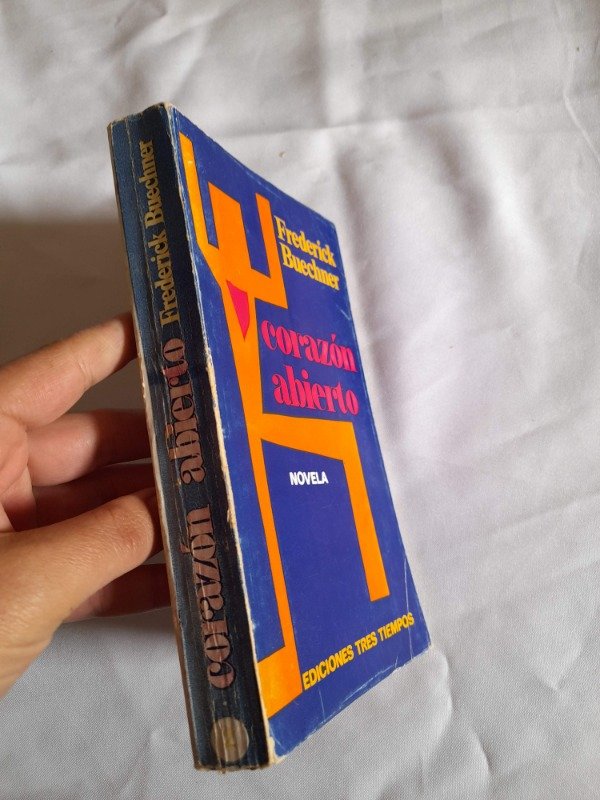 corazón abierto Frederick Buechner
Frederick
Buechner
corazón
abierto
NOVELA
EDICIONES TRES TIEMPOS